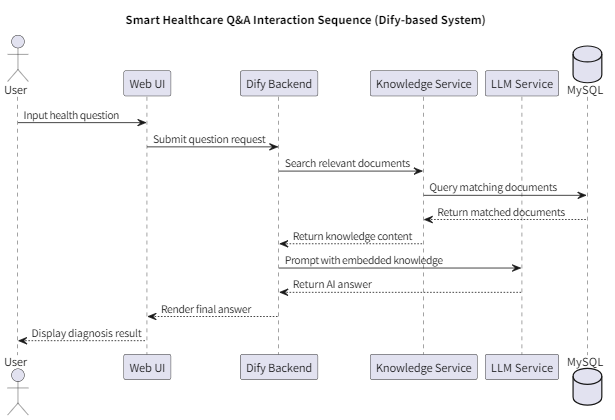 Smart Healthcare Q&A Interaction Sequence (Dify-based System)
User
Web UI
Dify Backend
Knowledge Service
LLM Service
MySQL
Input health question
Submit question request
Search relevant documents
Query matching documents
Return matched documents
Return knowledge content
Prompt with embedded knowledge
Return AI answer
Render final answer
Display diagnosis result
User
Web UI
Dify Backend
Knowledge Service
LLM Service
MySQL